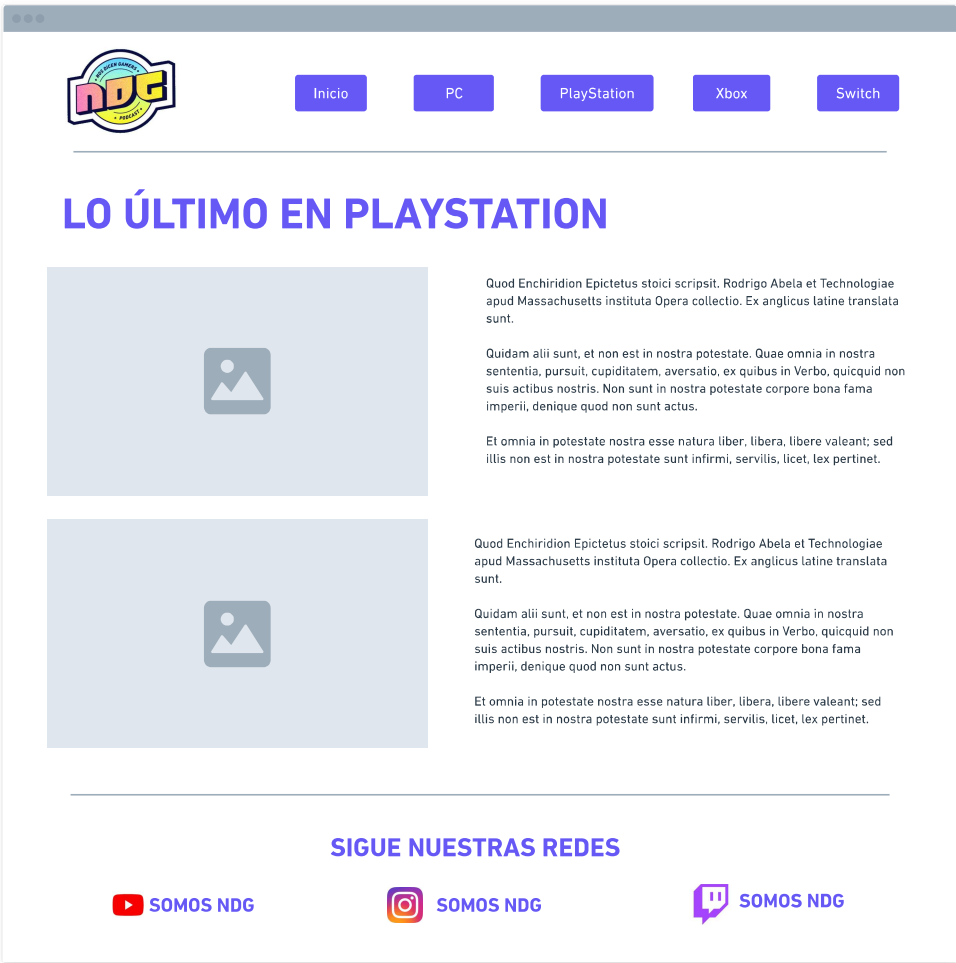 NOS DICEN GAMERS
NDG
PODCAST
Inicio
PC
PlayStation
Xbox
Switch
LO ÚLTIMO EN PLAYSTATION
Quod Enchiridion Epictetus stoici scripsit. Rodrigo Abela et Technologiae
apud Massachusetts instituta Opera collectio. Ex anglicus latine translata
sunt.
Quidam alii sunt, et non est in nostra potestate. Quae omnia in nostra
sententia, pursuit, cupiditatem, aversatio, ex quibus in Verbo, quicquid non
suis actibus nostris. Non sunt in nostra potestate corpore bona fama
imperii, denique quod non sunt actus.
Et omnia in potestate nostra esse natura liber, libera, libere valeant; sed
illis non est in nostra potestate sunt infirmi, servilis, licet, lex pertinet.
Quod Enchiridion Epictetus stoici scripsit. Rodrigo Abela et Technologiae
apud Massachusetts instituta Opera collectio. Ex anglicus latine translata
sunt.
Quidam alii sunt, et non est in nostra potestate. Quae omnia in nostra
sententia, pursuit, cupiditatem, aversatio, ex quibus in Verbo, quicquid non
suis actibus nostris. Non sunt in nostra potestate corpore bona fama
imperii, denique quod non sunt actus.
Et omnia in potestate nostra esse natura liber, libera, libere valeant; sed
illis non est in nostra potestate sunt infirmi, servilis, licet, lex pertinet.
SIGUE NUESTRAS REDES
SOMOS NDG
SOMOS NDG
SOMOS NDG